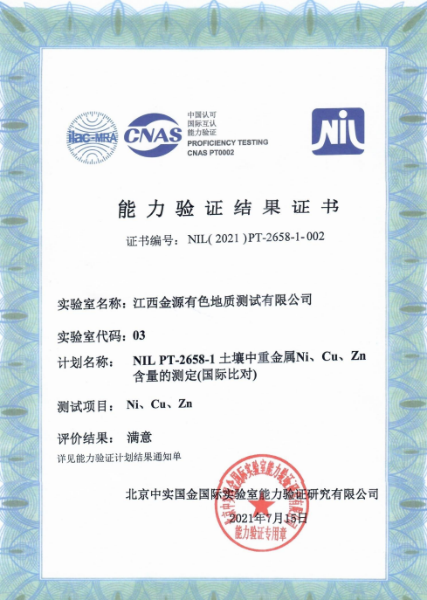 ilac-MRA
CNAS
中国认可
国际互认
能力验证
PROFICIENCY TESTING
CNAS PT0002
NIL
能力验证结果证书
证书编号：NIL( 2021 )PT-2658-1-002
实验室名称：江西金源有色地质测试有限公司
实验室代码：03
计划名称： NIL PT-2658-1 土壤中重金属Ni、Cu、Zn
含量的测定(国际比对)
测试项目： Ni、Cu、Zn
评价结果： 满意
详见能力验证计划结果通知单
北京中实国金国际实验室能力验证研究有限公司
2021年7月15日
能力验证专用章